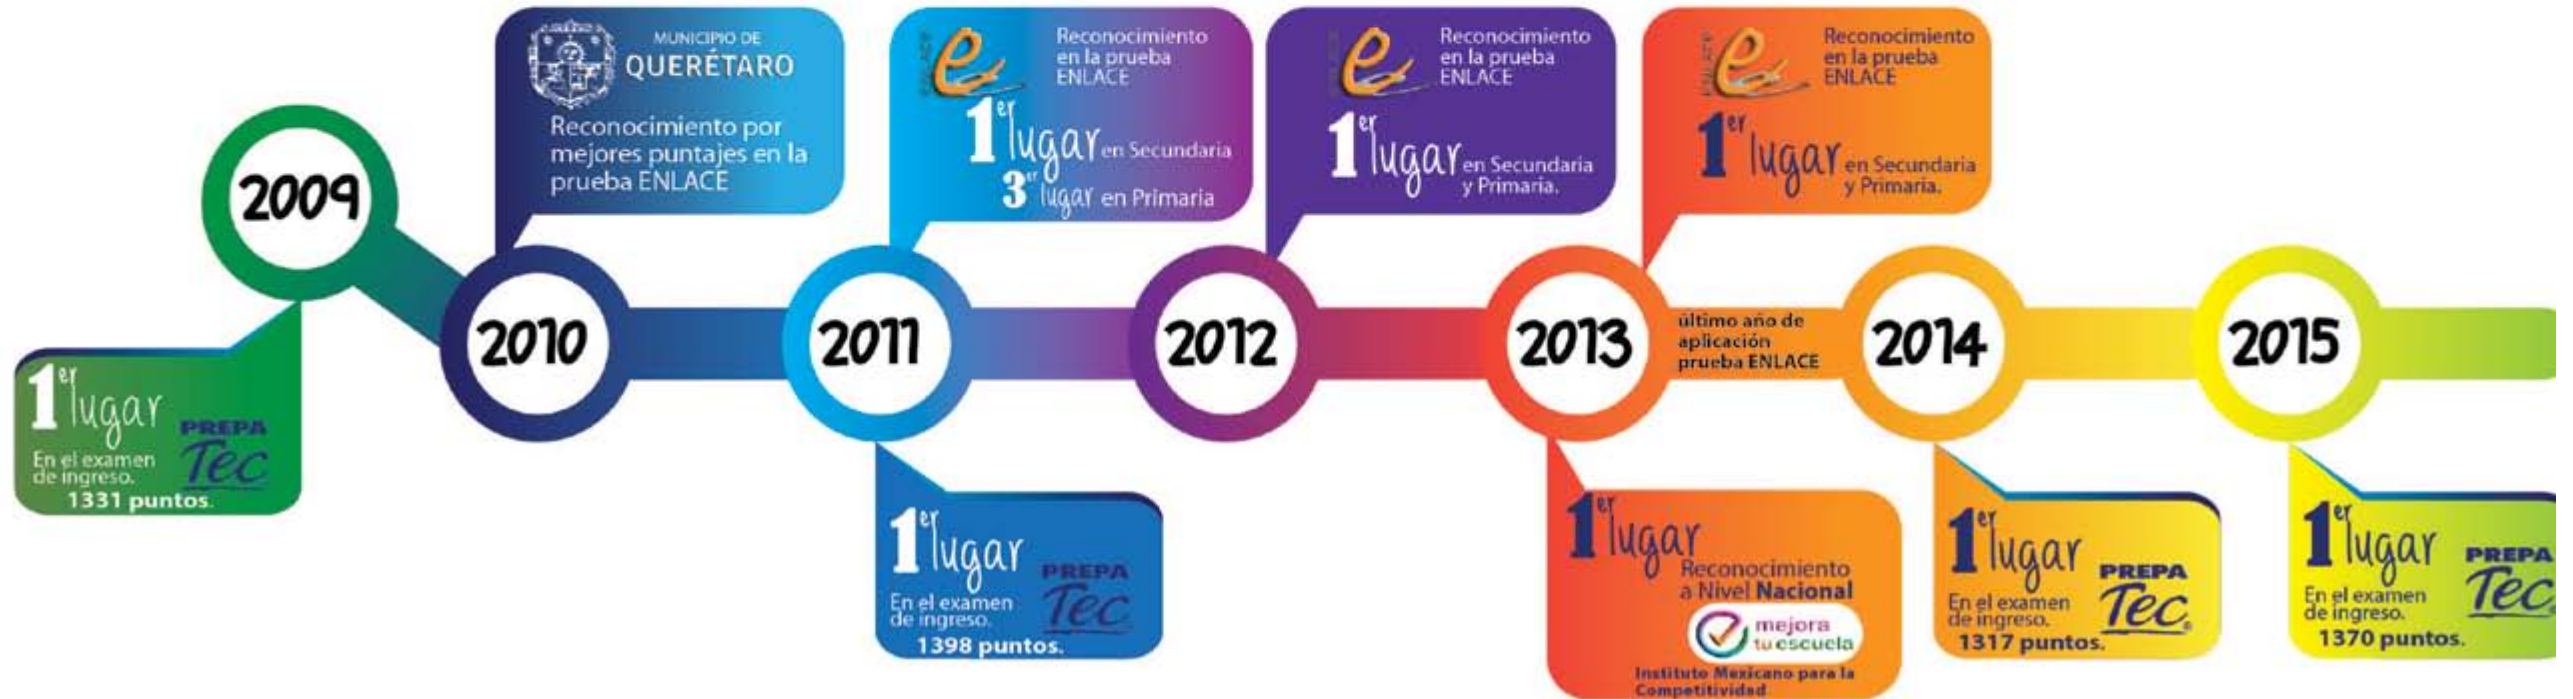 2009
1er lugar
PREPA
Tec
En el examen
de ingreso.
1331 puntos.
MUNICIPIO DE
QUERÉTARO
Reconocimiento por
mejores puntajes en la
prueba ENLACE
2010
e
Reconocimiento
en la prueba
ENLACE
1er lugar en Secundaria
3er lugar en Primaria
2011
1er lugar
PREPA
Tec
En el examen
de ingreso.
1398 puntos.
e
Reconocimiento
en la prueba
ENLACE
1er lugar en Secundaria
y Primaria.
2012
e
Reconocimiento
en la prueba
ENLACE
1er lugar en Secundaria
y Primaria.
2013
último año de
aplicación
prueba ENLACE
1er lugar
Reconocimiento
a Nivel Nacional
mejora
tu escuela
Instituto Mexicano para la
Competitividad
2014
1er lugar
PREPA
Tec®
En el examen
de ingreso.
1317 puntos.
2015
1er lugar
PREPA
Tec
En el examen
de ingreso.
1370 puntos.